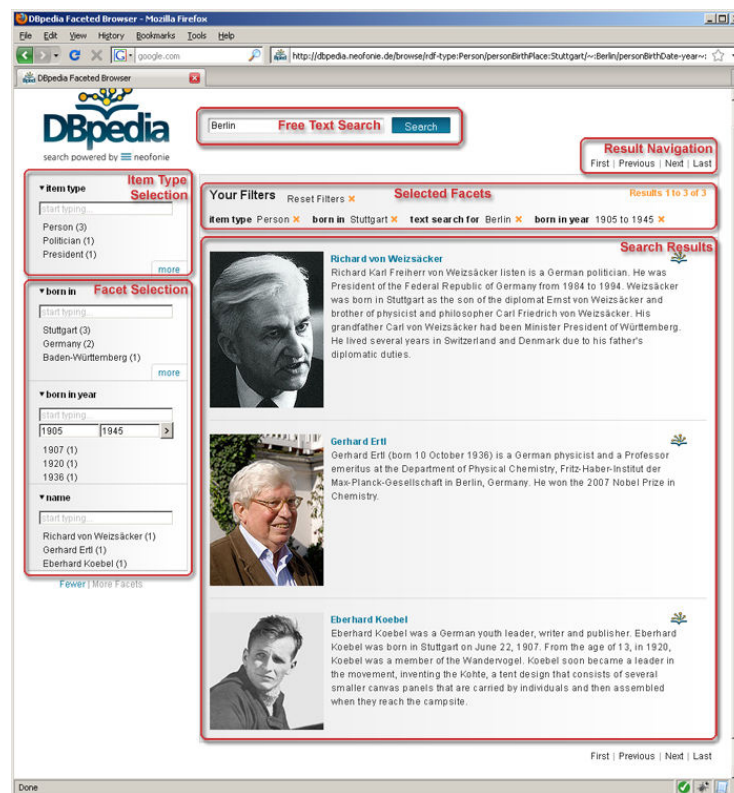 DBpedia Faceted Browser - Mozilla Firefox
File Edit View History Bookmarks Tools Help
google.com
http://dbpedia.neofonie.de/browse/rdf-type:Person/personBirthPlace:Stuttgart/~:Berlin/personBirthDate-year~:
DBpedia Faceted Browser
DBpedia
search powered by neofonie
Berlin Free Text Search Search
Result Navigation
First | Previous | Next | Last
Item Type
Selection
item type
start typing...
Person (3)
Politician (1)
President (1)
more
Facet Selection
born in
start typing...
Stuttgart (3)
Germany (2)
Baden-Württemberg (1)
more
born in year
start typing...
1905 1945 >
1907 (1)
1920 (1)
1936 (1)
name
start typing...
Richard von Weizsäcker (1)
Gerhard Ertl (1)
Eberhard Koebel (1)
Fewer | More Facets
Your Filters Reset Filters Selected Facets Results 1 to 3 of 3
item type Person born in Stuttgart text search for Berlin born in year 1905 to 1945
Search Results
Richard von Weizsäcker
Richard Karl Freiherr von Weizsäcker listen is a German politician. He was
President of the Federal Republic of Germany from 1984 to 1994. Weizsäcker
was born in Stuttgart as the son of the diplomat Ernst von Weizsäcker and
brother of physicist and philosopher Carl Friedrich von Weizsäcker. His
grandfather Carl von Weizsäcker had been Minister President of Württemberg.
He lived several years in Switzerland and Denmark due to his father's
diplomatic duties.
Gerhard Ertl
Gerhard Ertl (born 10 October 1936) is a German physicist and a Professor
emeritus at the Department of Physical Chemistry, Fritz-Haber-Institut der
Max-Planck-Gesellschaft in Berlin, Germany. He won the 2007 Nobel Prize in
Chemistry.
Eberhard Koebel
Eberhard Koebel was a German youth leader, writer and publisher. Eberhard
Koebel was born in Stuttgart on June 22, 1907. From the age of 13, in 1920,
Koebel was a member of the Wandervogel. Koebel soon became a leader in
the movement, inventing the Kohte, a tent design that consists of several
smaller canvas panels that are carried by individuals and then assembled
when they reach the campsite.
First | Previous | Next | Last
Done